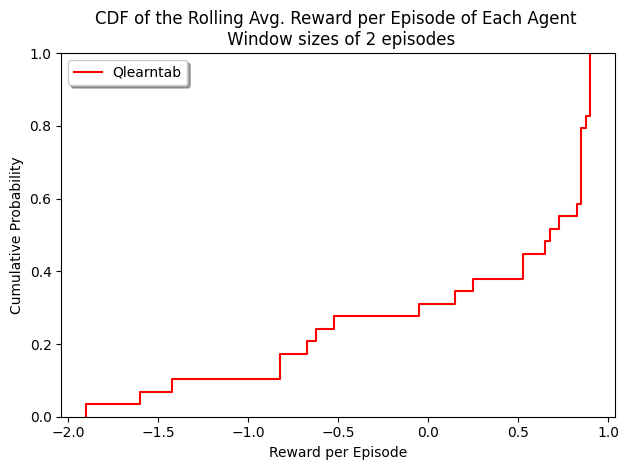 CDF of the Rolling Avg. Reward per Episode of Each Agent
Window sizes of 2 episodes
Qlearntab
1.0
0.8
0.6
0.4
0.2
0.0
Cumulative Probability
−2.0 −1.5 −1.0 −0.5 0.0 0.5 1.0
Reward per Episode